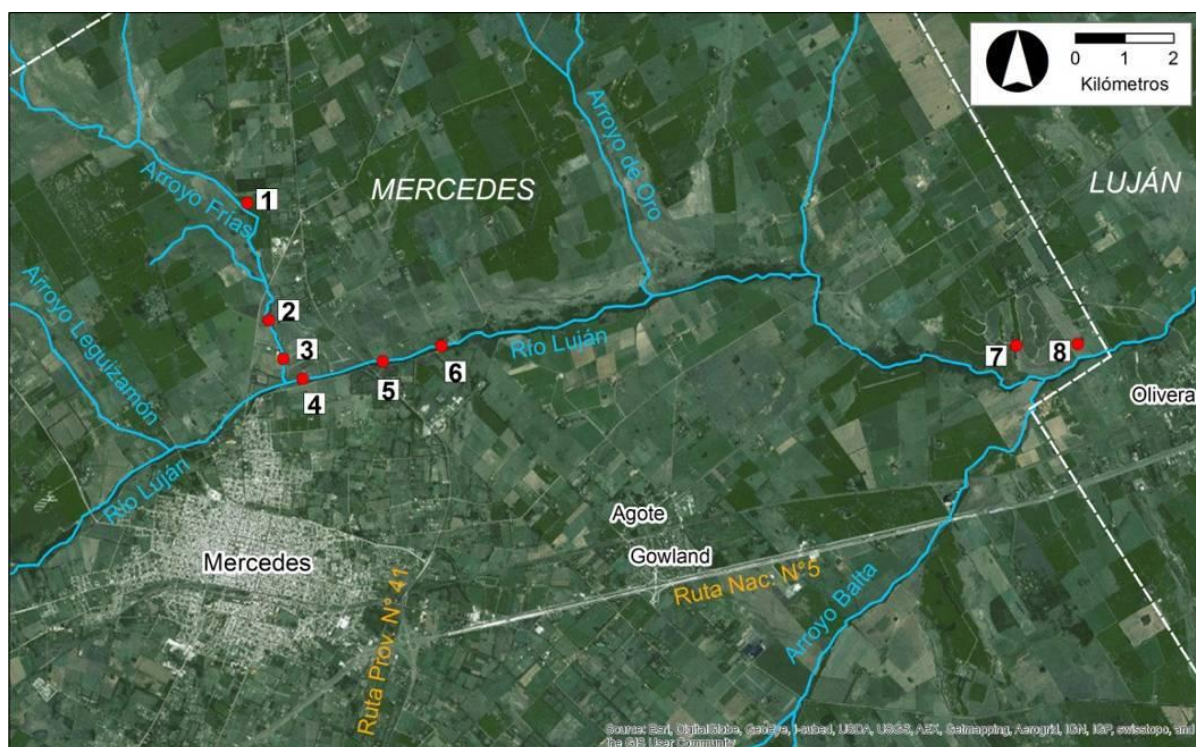 0 1 2
Kilómetros
MERCEDES
LUJÁN
Arroyo de Oro
Arroyo Frías
1
Arroyo Leguizamón
2
3
4
5
6
Río Luján
7
8
Olivera
Río Luján
Agote
Mercedes
Gowland
Ruta Nac. N°5
Ruta Prov. N° 41
Arroyo Balta
Source: Esri, DigitalGlobe, GeoEye, i-cubed, USDA, USGS, AEX, Getmapping, Aerogrid, IGN, IGP, swisstopo, and
the GIS User Community